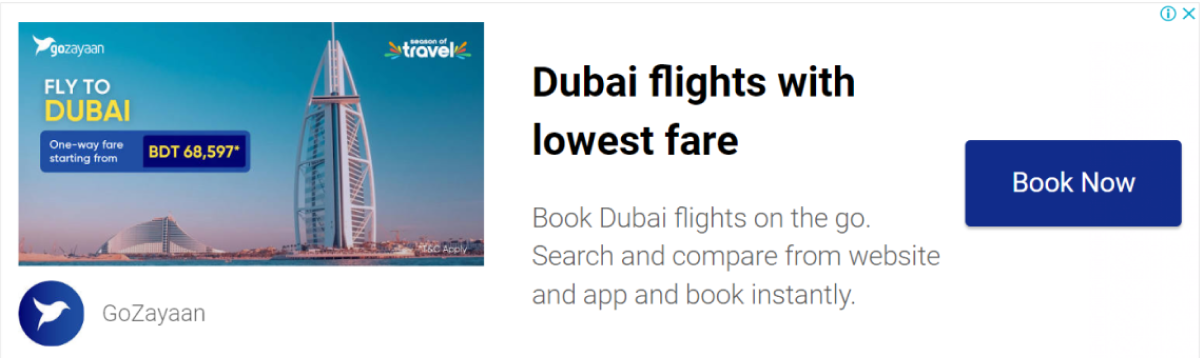 gozayaan
season of
travel
FLY TO
DUBAI
One-way fare
starting from
BDT 68,597*
T&C Apply
GoZayaan
Dubai flights with
lowest fare
Book Dubai flights on the go.
Search and compare from website
and app and book instantly.
Book Now